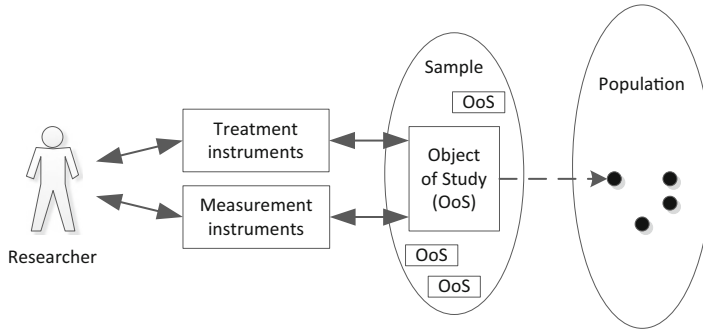 Sample
Population
OoS
Treatment
instruments
Object
of Study
(OoS)
Measurement
instruments
Researcher
OoS
OoS